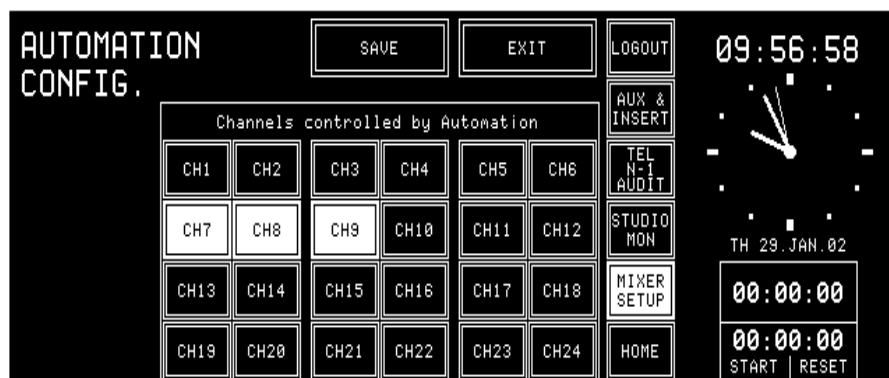 AUTOMATION
CONFIG.
SAVE
EXIT
LOGOUT
09:56:58
AUX &
INSERT
Channels controlled by Automation
CH1 CH2 CH3 CH4 CH5 CH6
TEL
N-1
AUDIT
CH7 CH8 CH9 CH10 CH11 CH12
STUDIO
MON
TH 29.JAN.02
CH13 CH14 CH15 CH16 CH17 CH18
MIXER
SETUP
00:00:00
CH19 CH20 CH21 CH22 CH23 CH24
HOME
00:00:00
START | RESET